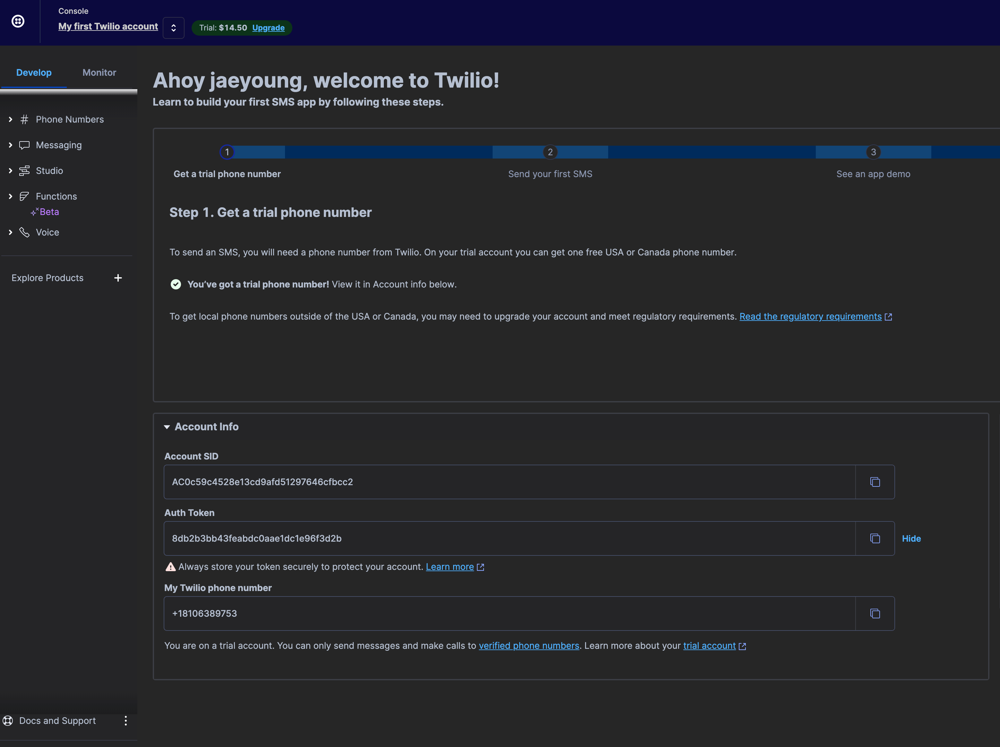 Console
My first Twilio account
Trial: $14.50 Upgrade
Develop
Monitor
Phone Numbers
Messaging
Studio
Functions
Beta
Voice
Explore Products
Docs and Support
Ahoy jaeyoung, welcome to Twilio!
Learn to build your first SMS app by following these steps.
1
2
3
Get a trial phone number
Send your first SMS
See an app demo
Step 1. Get a trial phone number
To send an SMS, you will need a phone number from Twilio. On your trial account you can get one free USA or Canada phone number.
You’ve got a trial phone number! View it in Account info below.
To get local phone numbers outside of the USA or Canada, you may need to upgrade your account and meet regulatory requirements. Read the regulatory requirements
Account Info
Account SID
AC0c59c4528e13cd9afd51297646cfbcc2
Auth Token
8db2b3bb43feabdc0aae1dc1e96f3d2b
Hide
Always store your token securely to protect your account. Learn more
My Twilio phone number
+18106389753
You are on a trial account. You can only send messages and make calls to verified phone numbers. Learn more about your trial account